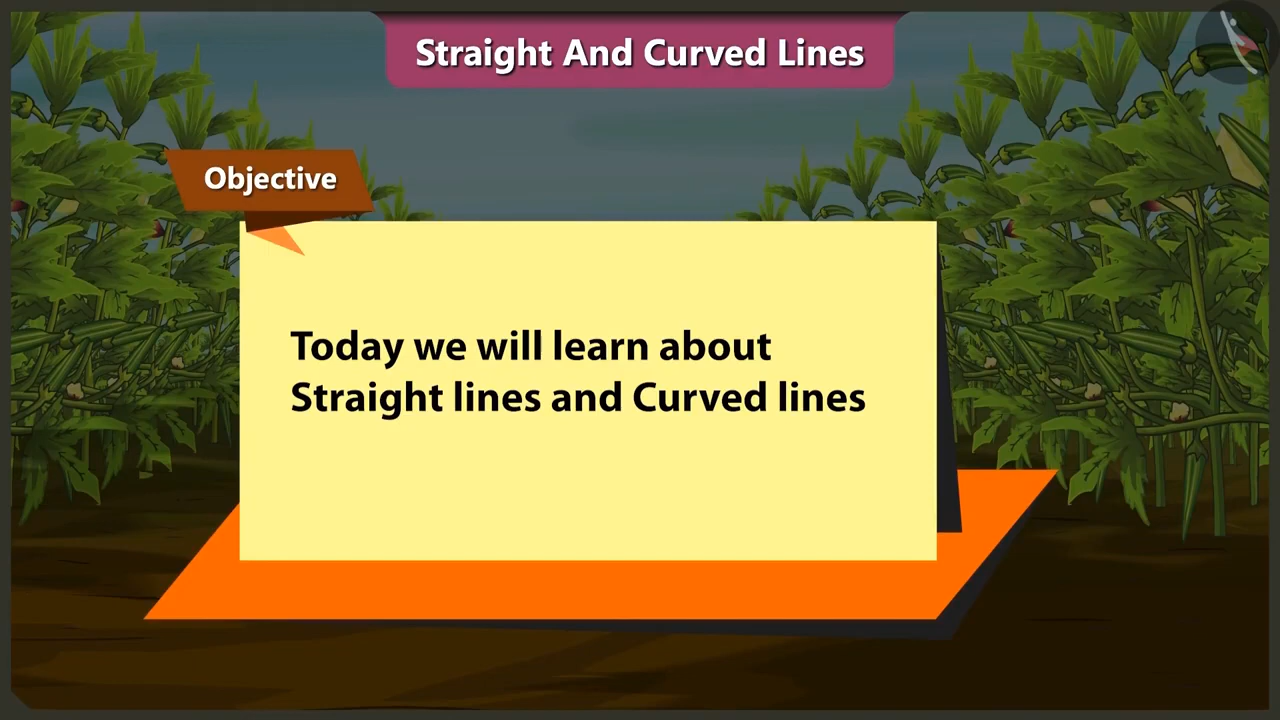 Straight And Curved Lines
Objective
Today we will learn about
Straight lines and Curved lines